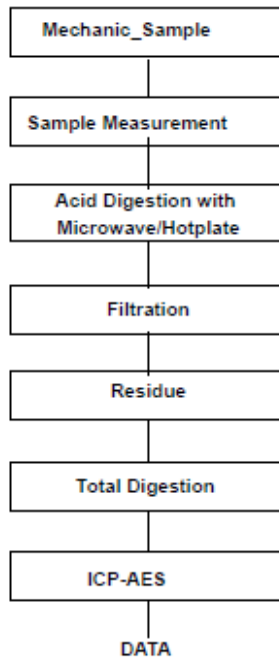 Mechanic_Sample
Sample Measurement
Acid Digestion with
Microwave/Hotplate
Filtration
Residue
Total Digestion
ICP-AES
DATA